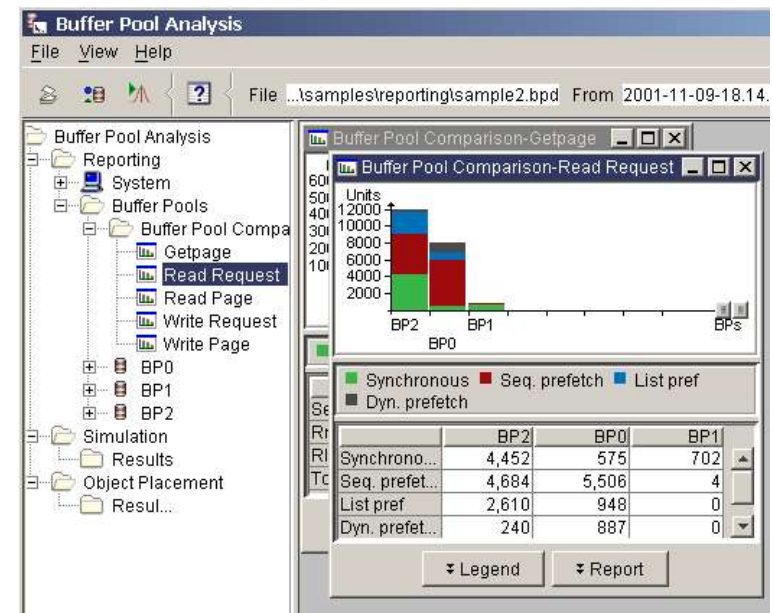 Buffer Pool Analysis
File View Help
File ...\samples\reporting\sample2.bpd From 2001-11-09-18.14.
Buffer Pool Analysis
Reporting
System
Buffer Pools
Buffer Pool Compa
Getpage
Read Request
Read Page
Write Request
Write Page
BP0
BP1
BP2
Simulation
Results
Object Placement
Resul...
Buffer Pool Comparison-Getpage
Buffer Pool Comparison-Read Request
Units
12000
10000
8000
6000
4000
2000
BP2 BP1 BPs
BP0
Synchronous Seq. prefetch List pref
Dyn. prefetch
BP2 BP0 BP1
Synchrono... 4,452 575 702
Seq. prefet... 4,684 5,506 4
List pref 2,610 948 0
Dyn. prefet... 240 887 0
Legend Report